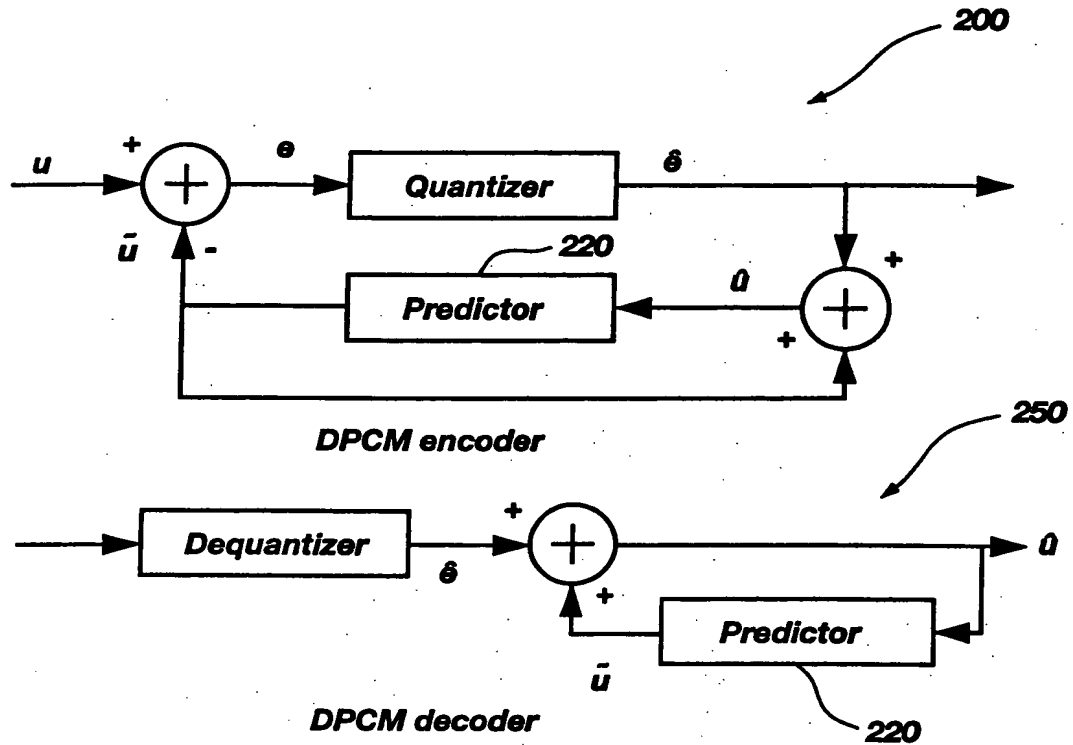 200
+
u
e
Quantizer
ê
ũ
-
220
Predictor
û
+
+
DPCM encoder
250
Dequantizer
ê
+
+
û
Predictor
ũ
220
DPCM decoder